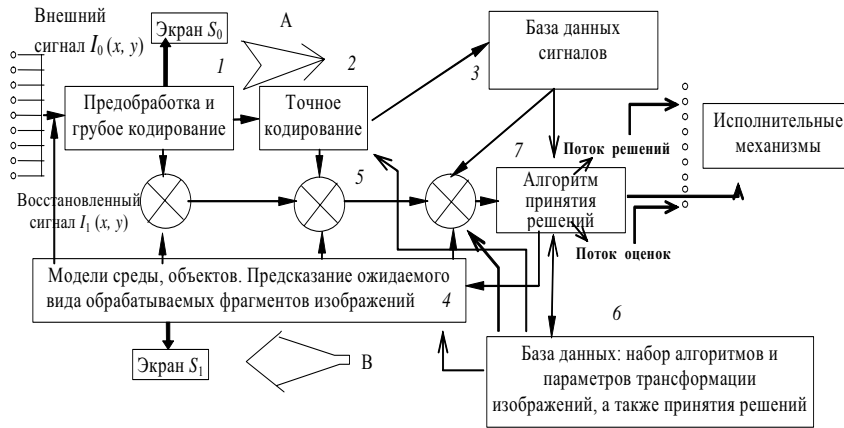 Внешний
сигнал I₀ (x, y)
Экран S₀
A
1
2
3
База данных
сигналов
Предобработка и
грубое кодирование
Точное
кодирование
Исполнительные
механизмы
7
Поток решений
5
Алгоритм
принятия
решений
Восстановленный
сигнал I₁ (x, y)
Поток оценок
Модели среды, объектов. Предсказание ожидаемого
вида обрабатываемых фрагментов изображений
4
6
Экран S₁
B
База данных: набор алгоритмов и
параметров трансформации
изображений, а также принятия решений